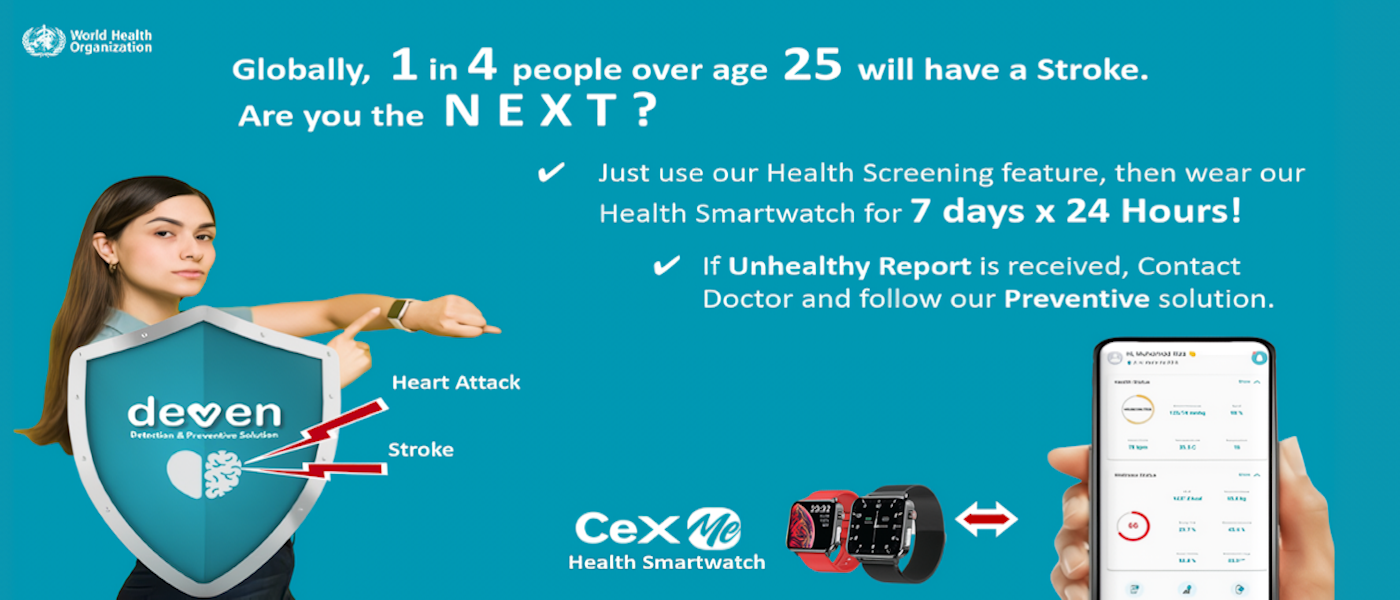 World Health
Organization
Globally, 1 in 4 people over age 25 will have a Stroke.
Are you the NEXT?
✔ Just use our Health Screening feature, then wear our
Health Smartwatch for 7 days x 24 Hours!
✔ If Unhealthy Report is received, Contact
Doctor and follow our Preventive solution.
deven
Detection & Preventive Solution
Heart Attack
Stroke
CeX Me
Health Smartwatch
Health Status
Wellness Status
66